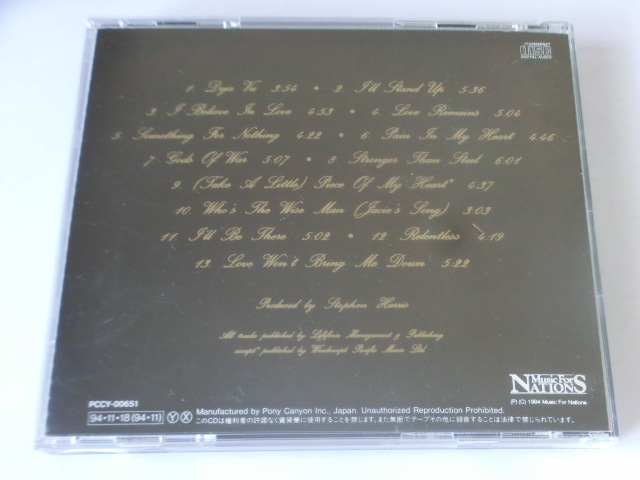 COMPACT
disc
DIGITAL AUDIO
1 Deja Vu 3:54 • 2 I'll Stand Up 5:36
3 I Believe In Love 4:53 • 4 Love Remains 5:04
5 Something For Nothing 4:22 • 6 Pain In My Heart 4:46
7 Gods Of War 5:07 • 8 Stronger Than Steel 6:01
9 (Take A Little) Piece Of My Heart* 4:37
10 Who's The Wise Man (Jacie's Song) 3:03
11 I'll Be There 5:02 • 12 Relentless 4:19
13 Love Won't Bring Me Down 5:22
Produced by Stephen Harris
All tracks published by Management & Publishing
except* published by Windswept Pacific Music Ltd.
Music For
NATIONS
(P) (C) 1994 Music For Nations
PCCY-00651
94•11•18(94•11) Y X Manufactured by Pony Canyon Inc., Japan. Unauthorized Reproduction Prohibited.
このCDは権利者の許諾なく賃貸業に使用することを禁じます。また無断でテープその他に録音することは法律で禁じられています。